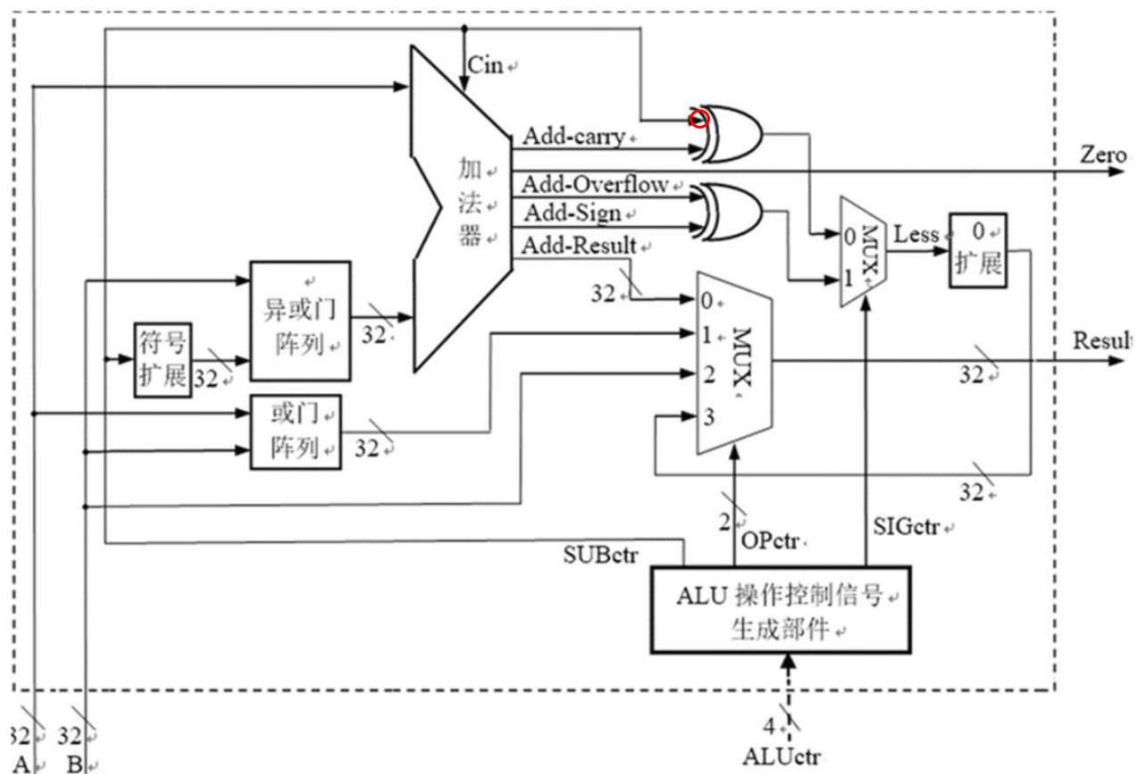 Cin
Add-carry
Zero
加
法
器
Add-Overflow
Add-Sign
Add-Result
0
1
MUX
Less
0
扩展
32
0
1
2
3
MUX
异或门
阵列
32
符号
扩展
32
32
Result
或门
阵列
32
32
2
OPctr
SIGctr
SUBctr
ALU 操作控制信号
生成部件
32
32
4
A
B
ALUctr